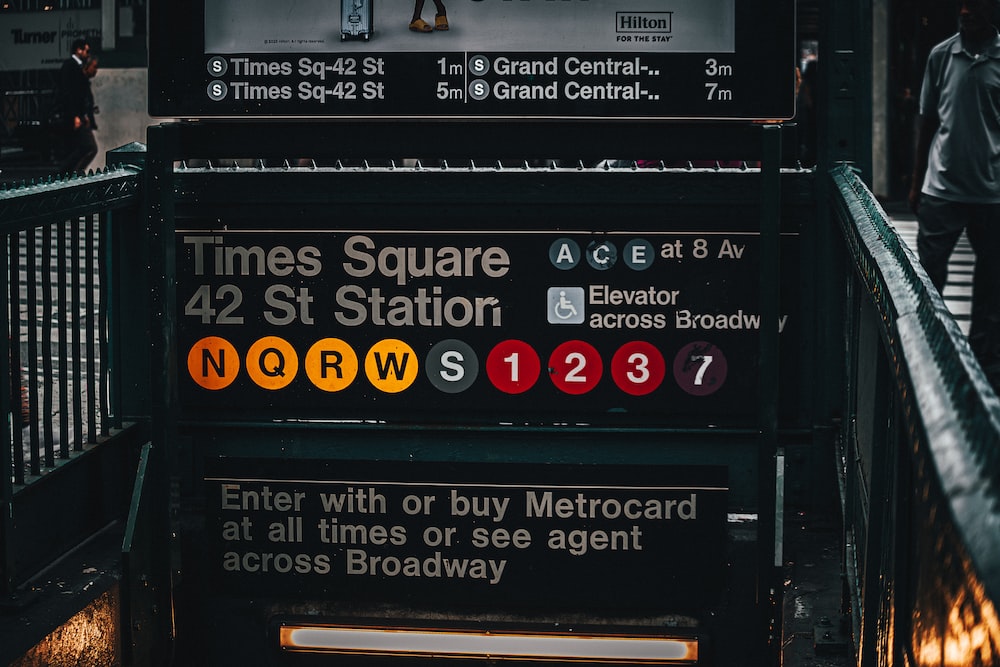 Turner
Hilton
FOR THE STAY
S Times Sq-42 St 1m S Grand Central-.. 3m
S Times Sq-42 St 5m S Grand Central-.. 7m
Times Square
42 St Station
A C E at 8 Av
Elevator
across Broadway
N Q R W S 1 2 3 7
Enter with or buy Metrocard
at all times or see agent
across Broadway